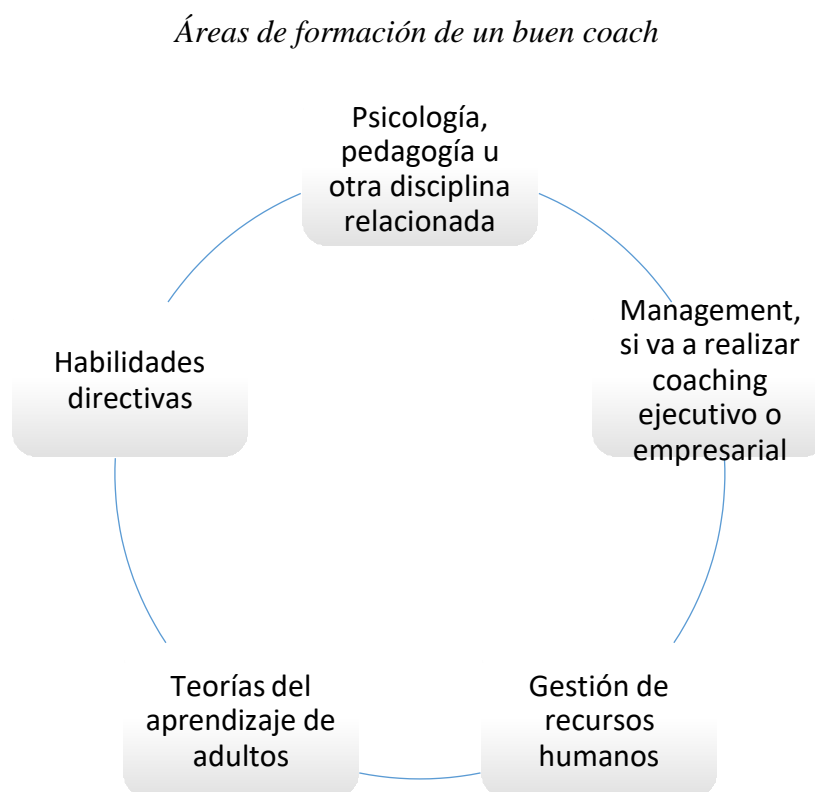 Áreas de formación de un buen coach
Psicología,
pedagogía u
otra disciplina
relacionada
Management,
si va a realizar
coaching
ejecutivo o
empresarial
Gestión de
recursos
humanos
Teorías del
aprendizaje de
adultos
Habilidades
directivas